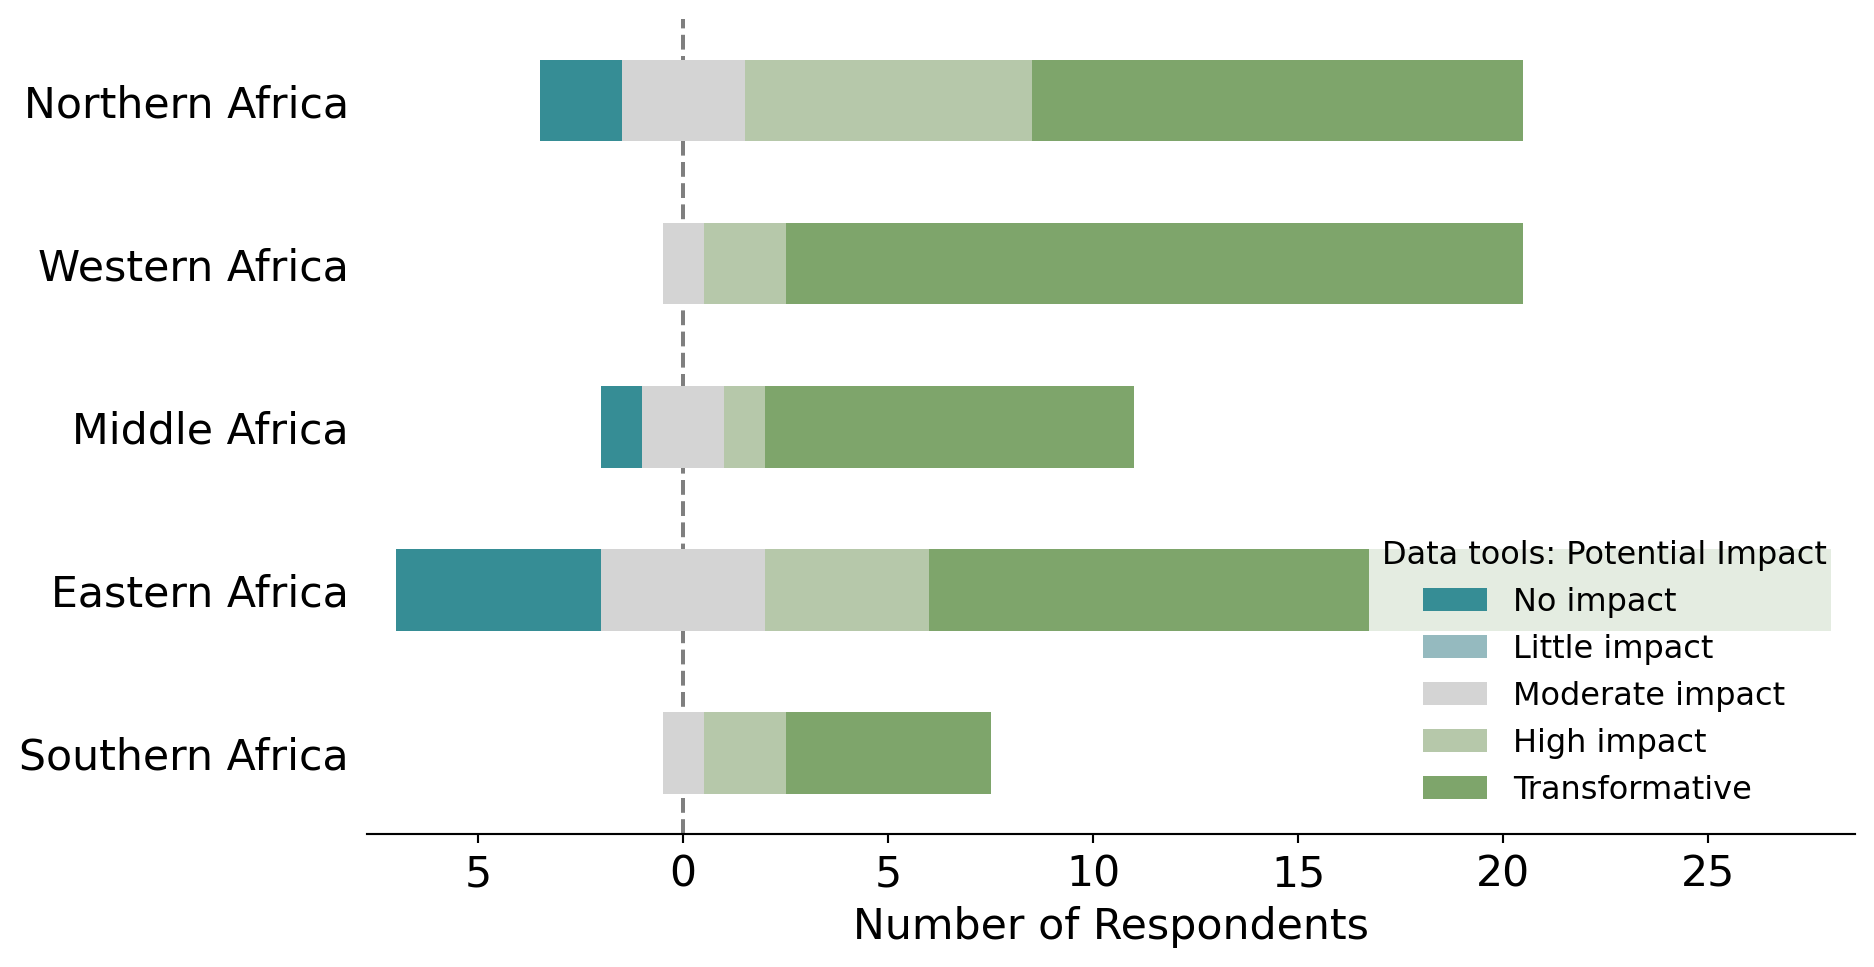 Northern Africa
Western Africa
Middle Africa
Eastern Africa
Southern Africa
Data tools: Potential Impact
No impact
Little impact
Moderate impact
High impact
Transformative
5 0 5 10 15 20 25
Number of Respondents